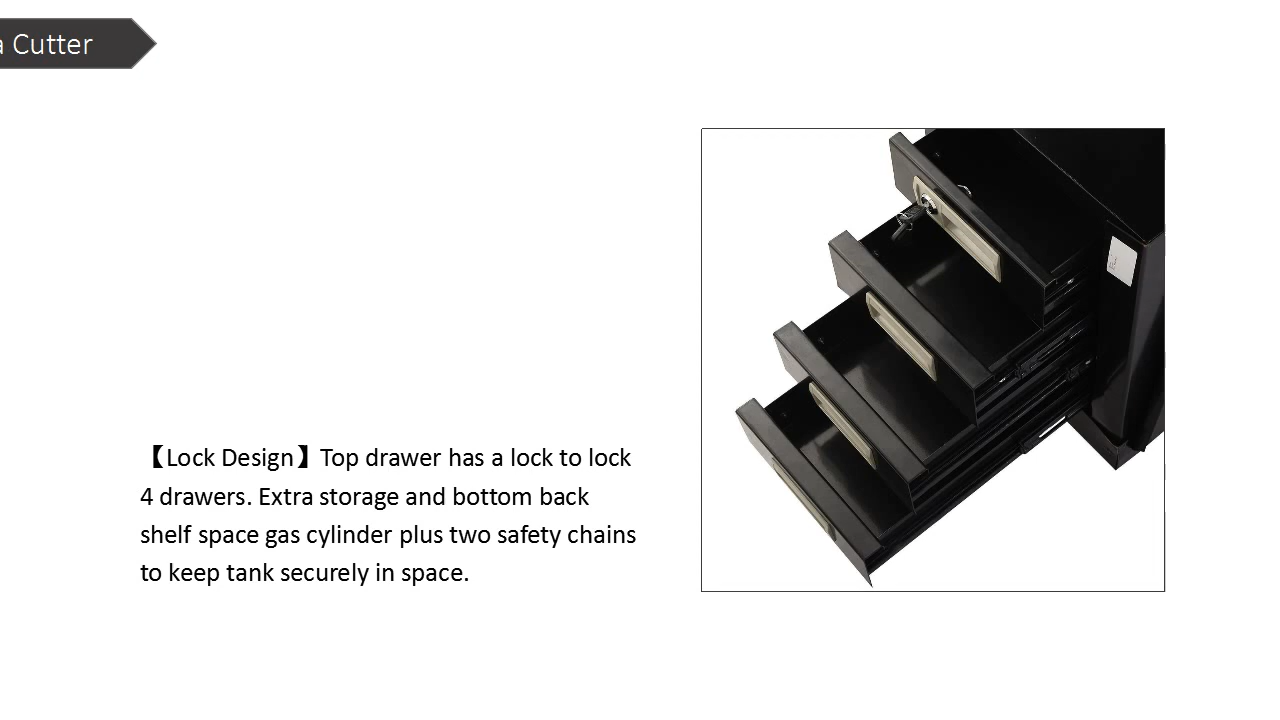 a Cutter
【Lock Design】Top drawer has a lock to lock
4 drawers. Extra storage and bottom back
shelf space gas cylinder plus two safety chains
to keep tank securely in space.